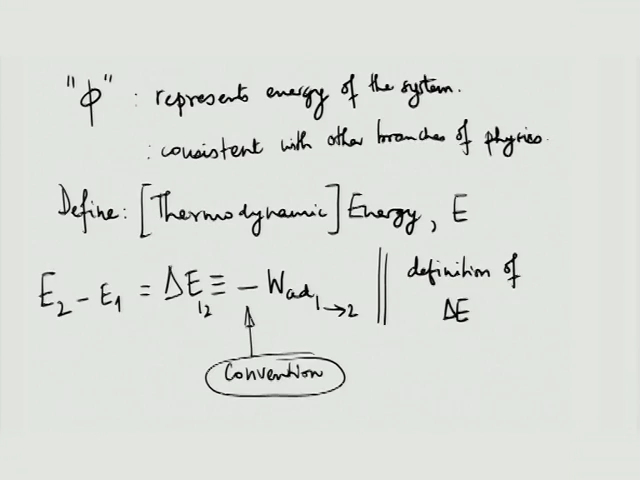 "ϕ" : represents energy of the system.
: consistent with other branches of physics.
Define: [Thermodynamic] Energy, E
E₂ - E₁ = ΔE₁₂ ≡ - W_ad₁→₂ || definition of ΔE
Convention